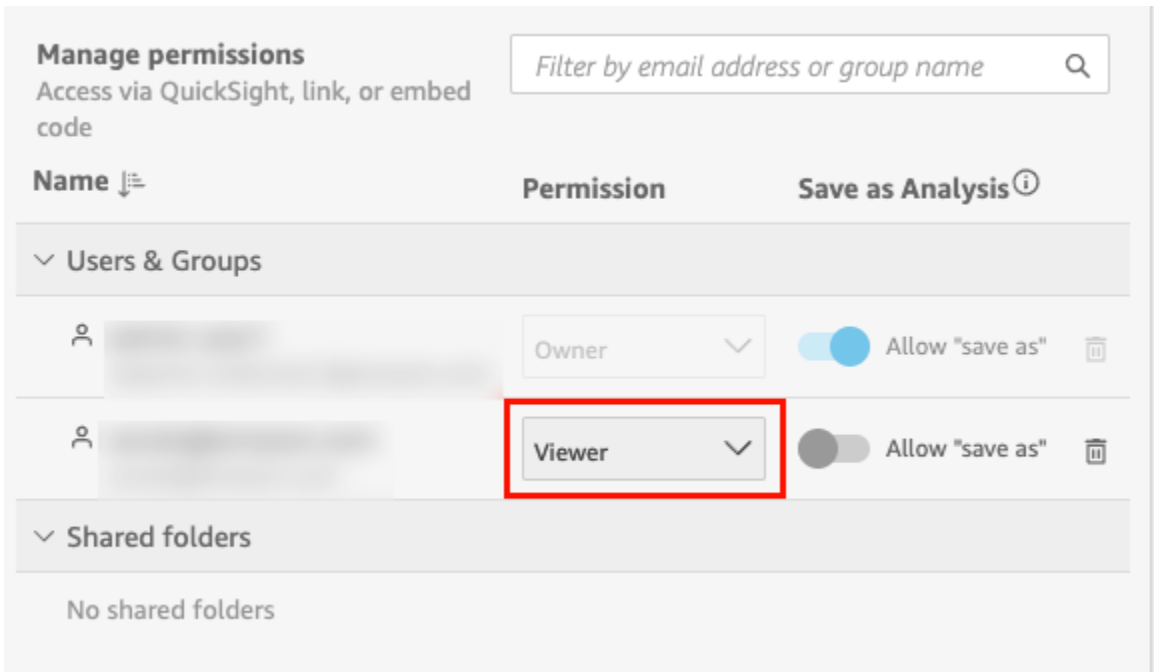 Manage permissions
Filter by email address or group name
Access via QuickSight, link, or embed
code
Name
Permission
Save as Analysis
Users & Groups
Owner
Allow "save as"
Viewer
Allow "save as"
Shared folders
No shared folders